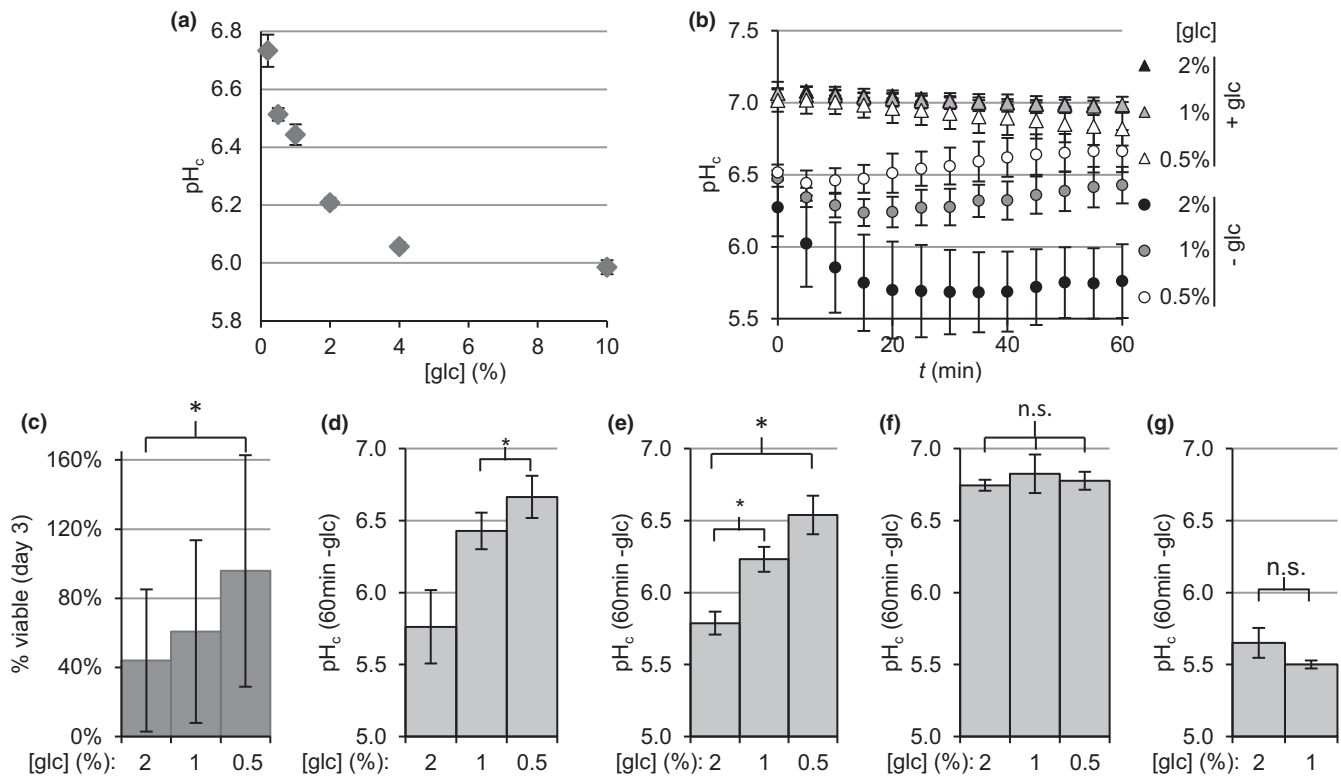 (a)
6.8
6.6
6.4
6.2
6.0
5.8
pHc
0 2 4 6 8 10
[glc] (%)
(b)
7.5
7.0
6.5
6.0
5.5
pHc
0 20 40 60
t (min)
[glc]
2%
1%
0.5%
+ glc
2%
1%
0.5%
- glc
(c)
*
160%
120%
80%
40%
0%
% viable (day 3)
[glc] (%): 2 1 0.5
(d)
*
7.0
6.5
6.0
5.5
5.0
pHc (60min -glc)
[glc] (%): 2 1 0.5
(e)
*
*
7.0
6.5
6.0
5.5
5.0
pHc (60min -glc)
[glc] (%): 2 1 0.5
(f)
n.s.
7.0
6.5
6.0
5.5
5.0
pHc (60min -glc)
[glc] (%): 2 1 0.5
(g)
n.s.
7.0
6.5
6.0
5.5
5.0
pHc (60min -glc)
[glc] (%): 2 1